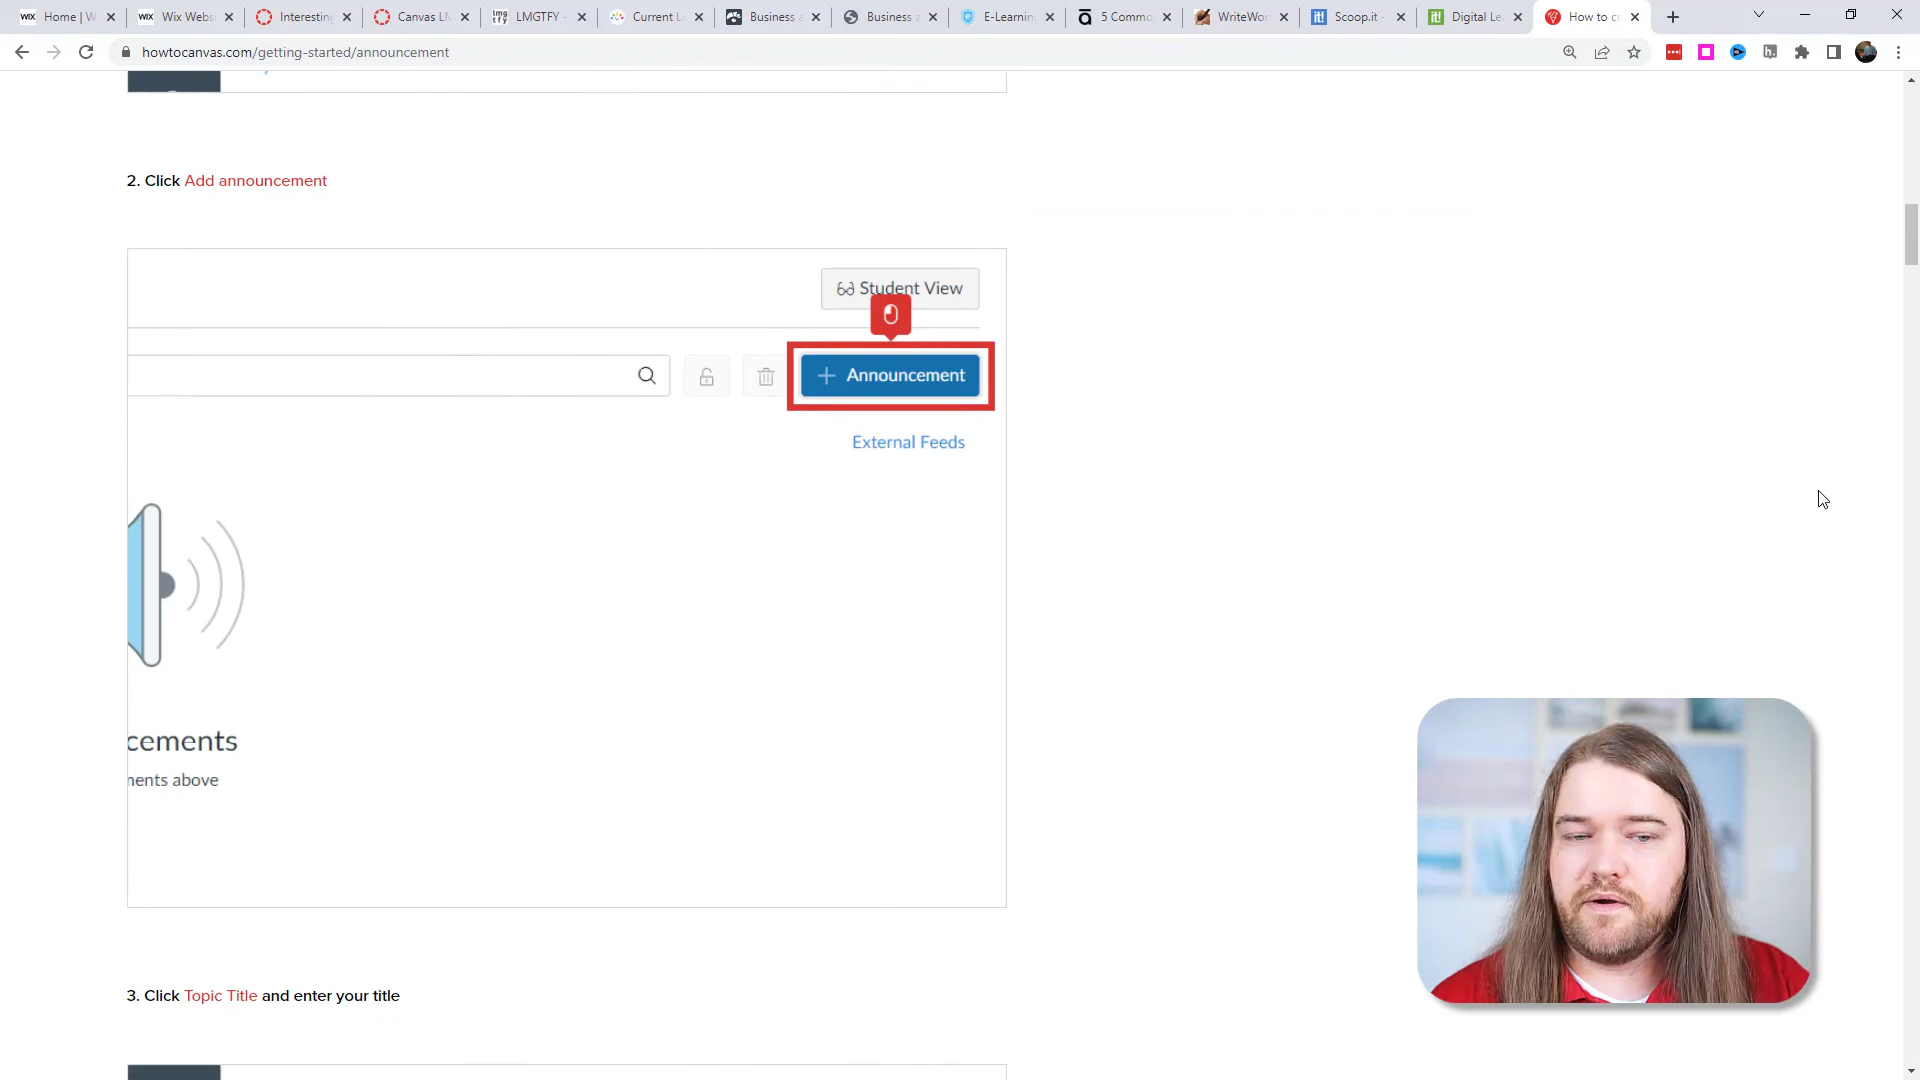 Home | W
Wix Webs
Interesting
Canvas LM
LMGTFY -
Current L
Business a
Business a
E-Learnin
5 Commo
WriteWor
Scoop.it -
Digital Le
How to cr
howtocanvas.com/getting-started/announcement
2. Click Add announcement
Student View
+ Announcement
External Feeds
cements
nents above
3. Click Topic Title and enter your title